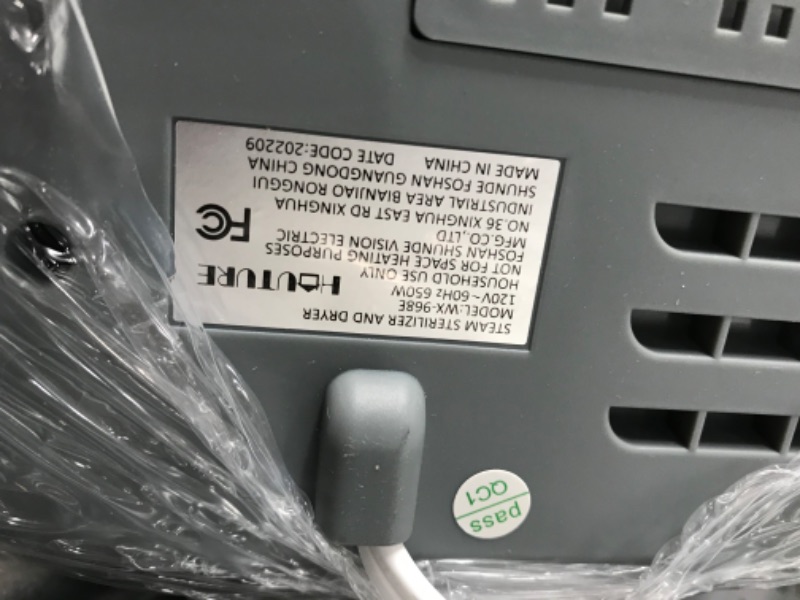 STEAM STERILIZER AND DRYER
MODEL:WX-968E
120V~60Hz 650W
HOUSEHOLD USE ONLY
NOT FOR SPACE HEATING PURPOSES
HOUTURE
FOSHAN SHUNDE VISION ELECTRIC
MFG.CO.,LTD
NO.36 XINGHUA EAST RD XINGHUA
INDUSTRIAL AREA BIANJIAO RONGGUI
SHUNDE FOSHAN GUANGDONG CHINA
MADE IN CHINA DATE CODE:202209
FC
pass
QC1